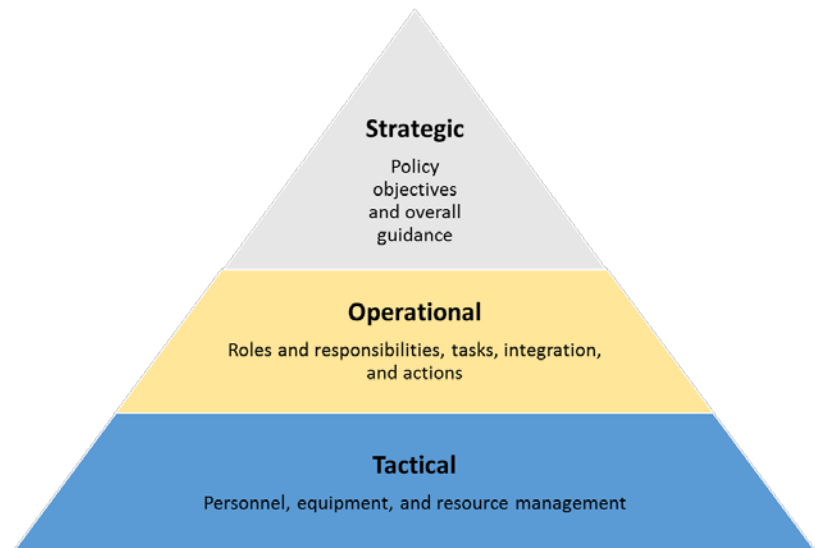 Strategic
Policy
objectives
and overall
guidance
Operational
Roles and responsibilities, tasks, integration,
and actions
Tactical
Personnel, equipment, and resource management